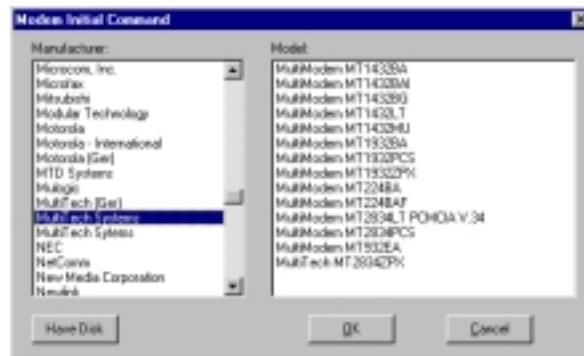 Modem Initial Command
Manufacturer:
Microcom, Inc.
Microfax
Mitsubishi
Modular Technology
Motorola
Motorola - International
Motorola (Ger)
MTD Systems
Mulogic
MultiTech (Ger)
MultiTech Systems
MultiTech Sytems
NEC
NetComm
New Media Corporation
Newlink
Model:
MultiModem MT1432BA
MultiModem MT1432BAI
MultiModem MT1432BG
MultiModem MT1432LT
MultiModem MT1432MU
MultiModem MT1932BA
MultiModem MT1932PCS
MultiModem MT1932ZPX
MultiModem MT224BA
MultiModem MT224BAF
MultiModem MT2834LT PCMCIA V.34
MultiModem MT2834PCS
MultiModem MT932EA
MultiTech MT2834ZPX
Have Disk
OK
Cancel